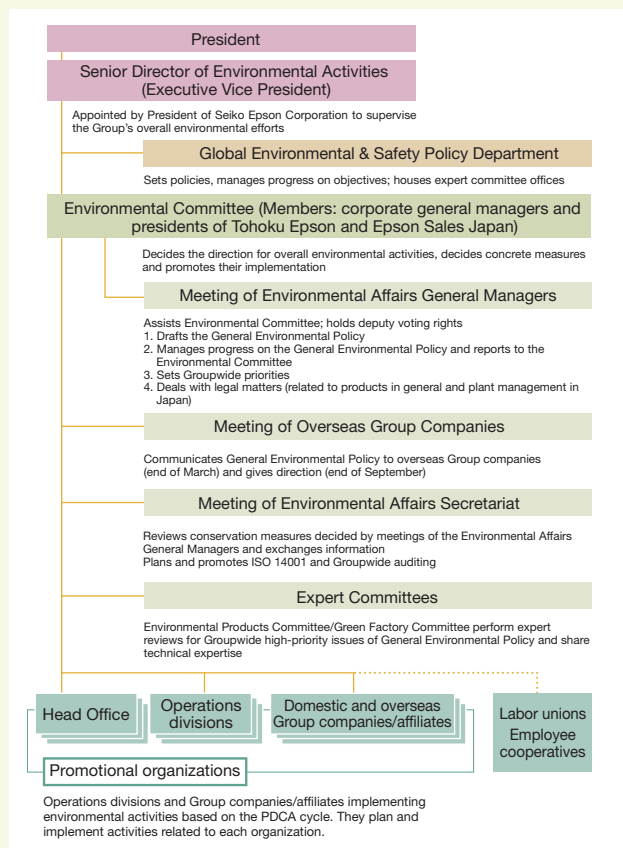 President
Senior Director of Environmental Activities
(Executive Vice President)
Appointed by President of Seiko Epson Corporation to supervise
the Group's overall environmental efforts
Global Environmental & Safety Policy Department
Sets policies, manages progress on objectives; houses expert committee offices
Environmental Committee (Members: corporate general managers and
presidents of Tohoku Epson and Epson Sales Japan)
Decides the direction for overall environmental activities, decides concrete measures
and promotes their implementation
Meeting of Environmental Affairs General Managers
Assists Environmental Committee; holds deputy voting rights
1. Drafts the General Environmental Policy
2. Manages progress on the General Environmental Policy and reports to the
Environmental Committee
3. Sets Groupwide priorities
4. Deals with legal matters (related to products in general and plant management in
Japan)
Meeting of Overseas Group Companies
Communicates General Environmental Policy to overseas Group companies
(end of March) and gives direction (end of September)
Meeting of Environmental Affairs Secretariat
Reviews conservation measures decided by meetings of the Environmental Affairs
General Managers and exchanges information
Plans and promotes ISO 14001 and Groupwide auditing
Expert Committees
Environmental Products Committee/Green Factory Committee perform expert
reviews for Groupwide high-priority issues of General Environmental Policy and share
technical expertise
Head Office
Operations
divisions
Domestic and overseas
Group companies/affiliates
Labor unions
Employee
cooperatives
Promotional organizations
Operations divisions and Group companies/affiliates implementing
environmental activities based on the PDCA cycle. They plan and
implement activities related to each organization.